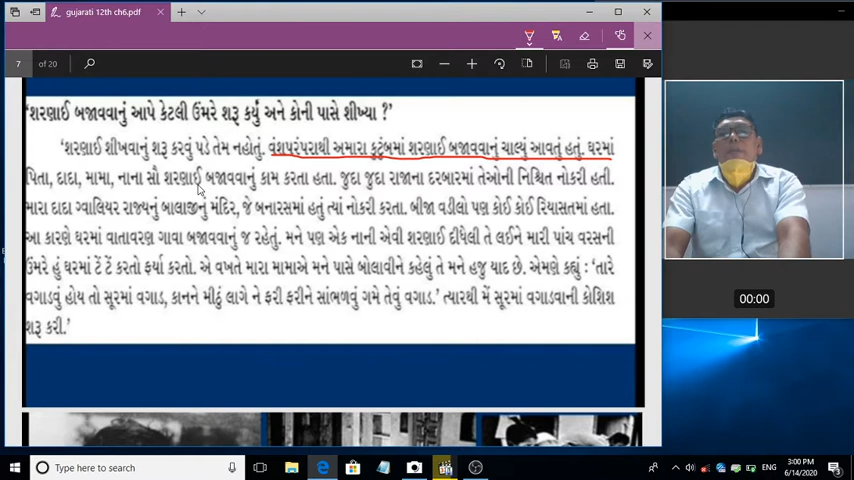 gujarati 12th ch6.pdf
7 of 20
'શરણાઈ બજાવવાનું આપે કેટલી ઉંમરે શરૂ કર્યું અને કોની પાસે શીખ્યા ?'
'શરણાઈ શીખવાનું શરૂ કરવું પડે તેમ નહોતું. વંશપરંપરાથી અમારા કુટુંબમાં શરણાઈ બજાવવાનું ચાલ્યું આવતું હતું. ઘરમાં
પિતા, દાદા, મામા, નાના સૌ શરણાઈ બજાવવાનું કામ કરતા હતા. જુદા જુદા રાજાના દરબારમાં તેઓની નિશ્ચિત નોકરી હતી.
મારા દાદા ગ્વાલિયર રાજ્યનું બાલાજીનું મંદિર, જે બનારસમાં હતું ત્યાં નોકરી કરતા. બીજા વડીલો પણ કોઈ કોઈ રિયાસતમાં હતા.
આ કારણે ઘરમાં વાતાવરણ ગાવા બજાવવાનું જ રહેતું. મને પણ એક નાની એવી શરણાઈ દીધેલી તે લઈને મારી પાંચ વરસની
ઉંમરે હું ઘરમાં ટેં ટેં કરતો ફર્યા કરતો. એ વખતે મારા મામાએ મને પાસે બોલાવીને કહેલું તે મને હજુ યાદ છે. એમણે કહ્યું : 'તારે
વગાડવું હોય તો સૂરમાં વગાડ, કાનને મીઠું લાગે ને ફરી ફરીને સાંભળવું ગમે તેવું વગાડ.' ત્યારથી મેં સૂરમાં વગાડવાની કોશિશ
શરૂ કરી.'
00:00
Type here to search
ENG
3:00 PM
6/14/2020
3